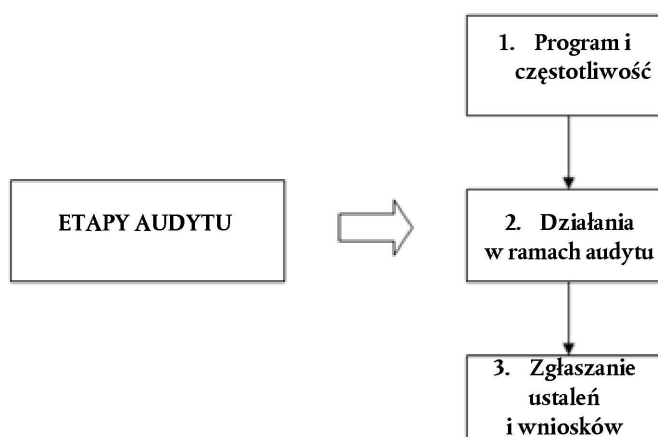 1. Program i
częstotliwość
ETAPY AUDYTU
2. Działania
w ramach audytu
3. Zgłaszanie
ustaleń
i wniosków